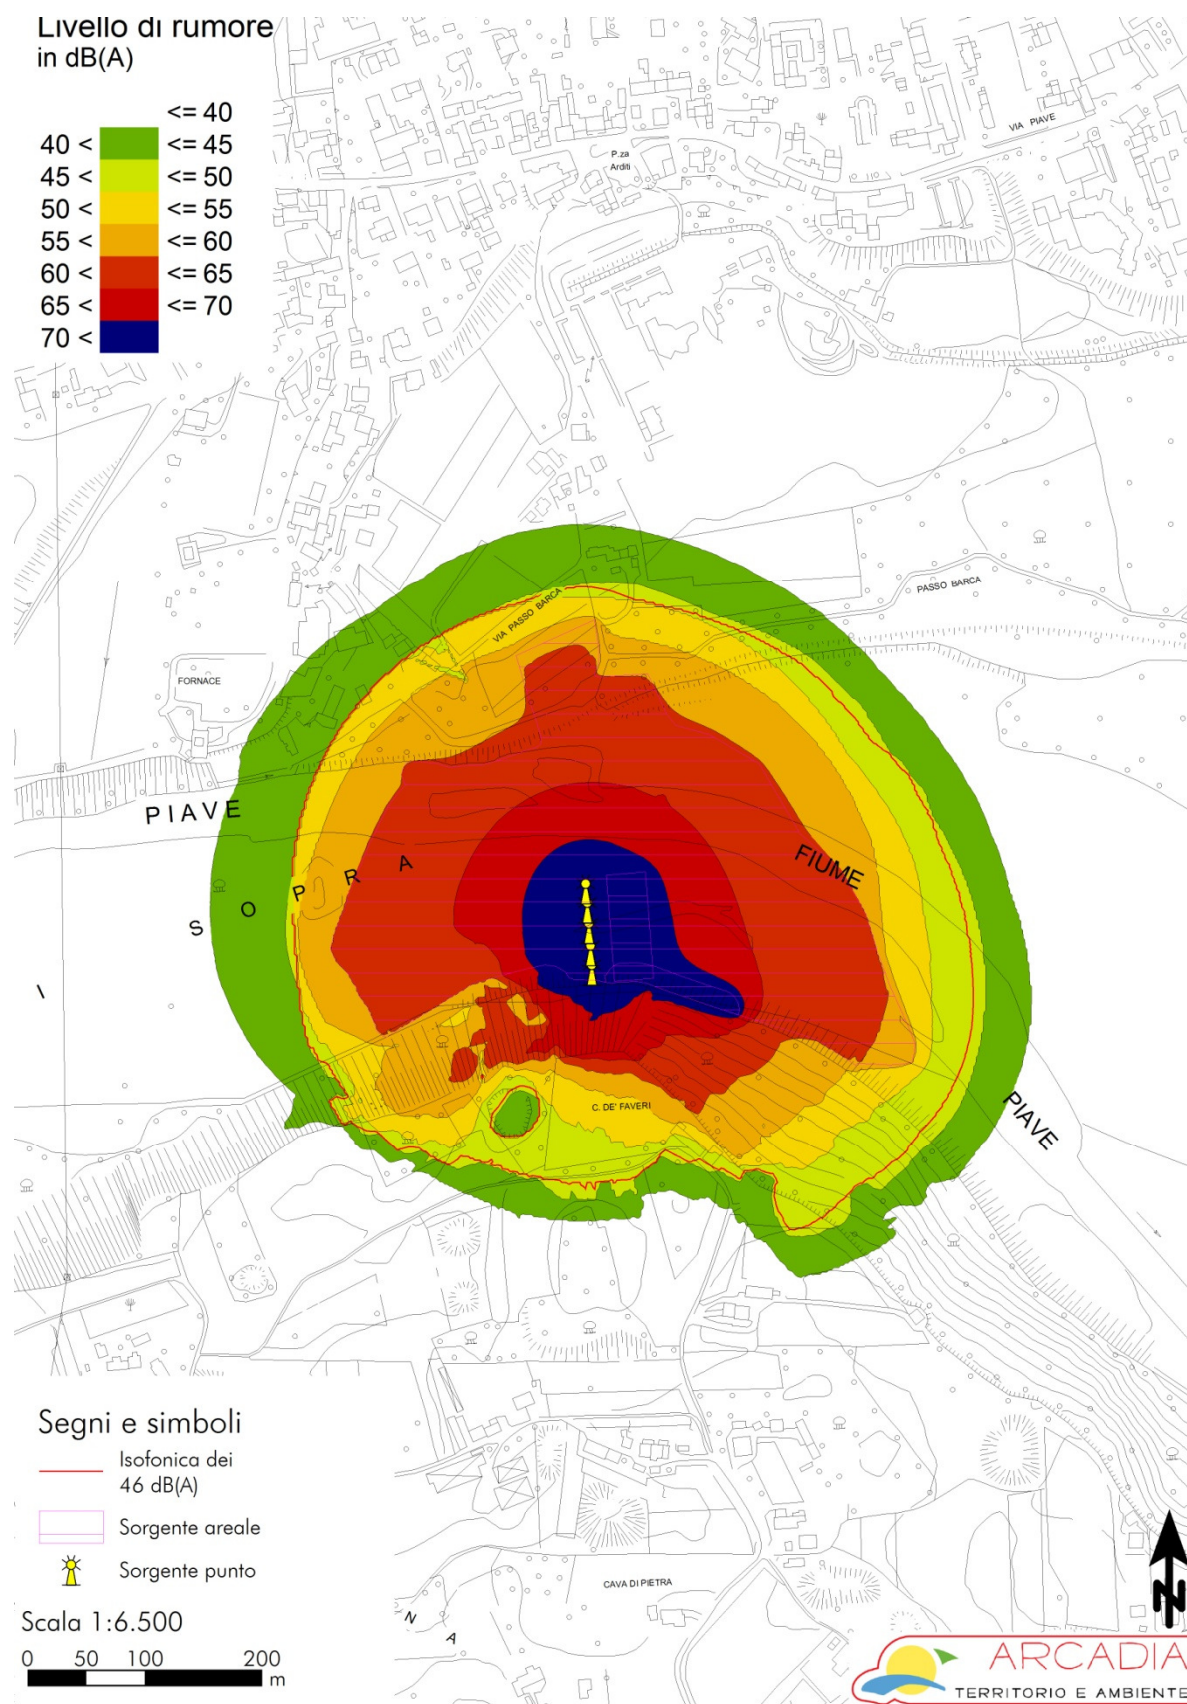 Livello di rumore
in dB(A)
<= 40
40 < <= 45
45 < <= 50
50 < <= 55
55 < <= 60
60 < <= 65
65 < <= 70
70 <
VIA PIAVE
P.za
Arditi
PASSO BARCA
VIA PASSO BARCA
FORNACE
PIAVE
FIUME
S O P R A
I
C. DE' FAVERI
PIAVE
Segni e simboli
Isofonica dei
46 dB(A)
Sorgente areale
Sorgente punto
CAVA DI PIETRA
N A
N
Scala 1:6.500
0 50 100 200
m
ARCADIA
TERRITORIO E AMBIENTE